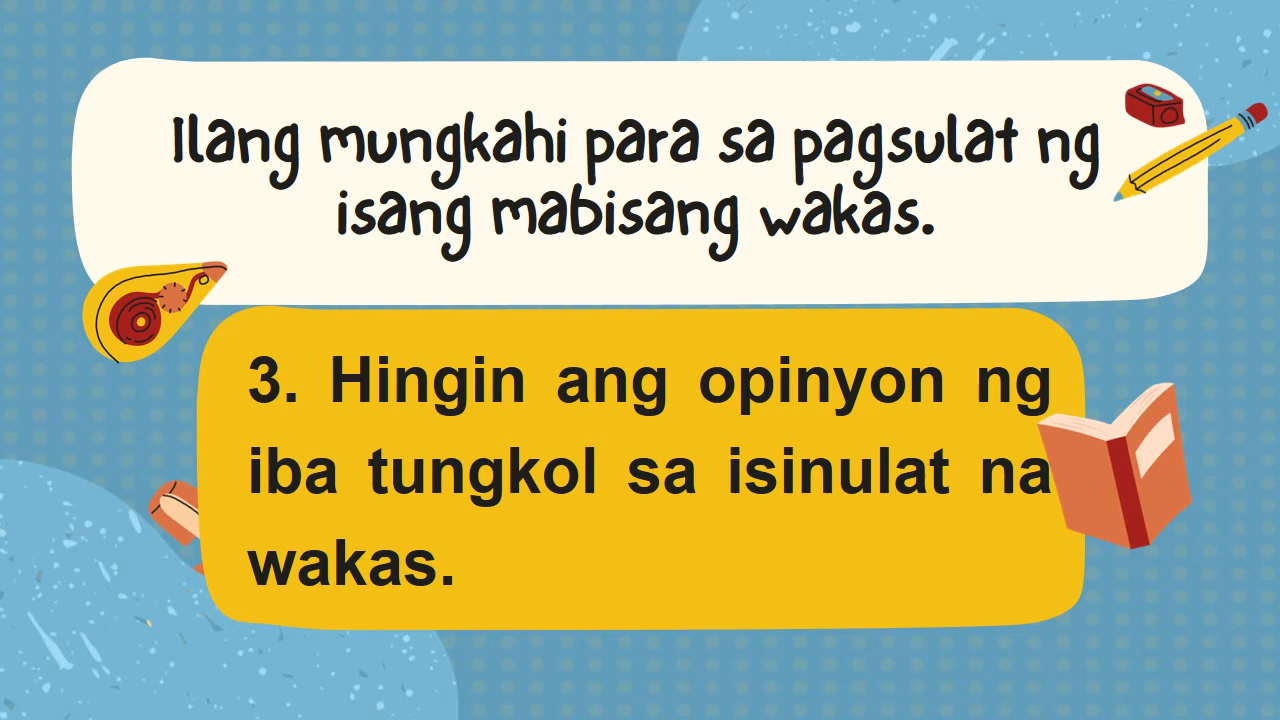 Ilang mungkahi para sa pagsulat ng
isang mabisang wakas.
3. Hingin ang opinyon ng
iba tungkol sa isinulat na
wakas.